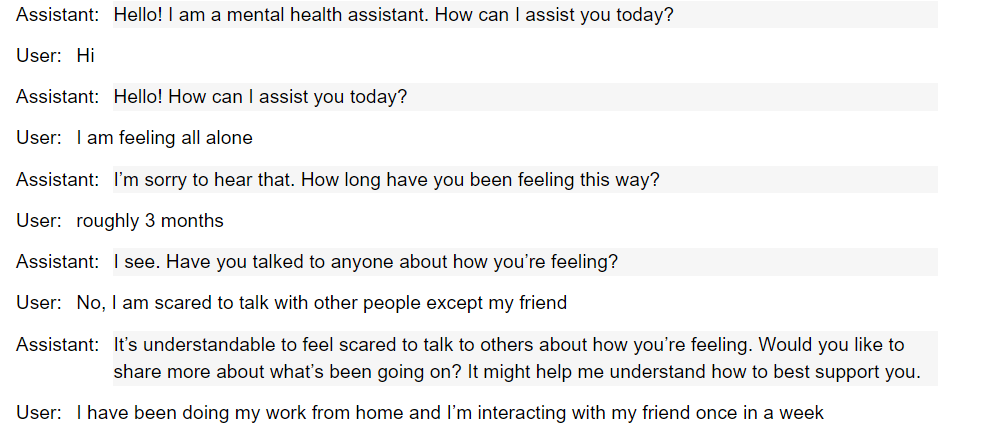 Assistant: Hello! I am a mental health assistant. How can I assist you today?
User: Hi
Assistant: Hello! How can I assist you today?
User: I am feeling all alone
Assistant: I’m sorry to hear that. How long have you been feeling this way?
User: roughly 3 months
Assistant: I see. Have you talked to anyone about how you’re feeling?
User: No, I am scared to talk with other people except my friend
Assistant: It’s understandable to feel scared to talk to others about how you’re feeling. Would you like to
share more about what’s been going on? It might help me understand how to best support you.
User: I have been doing my work from home and I’m interacting with my friend once in a week